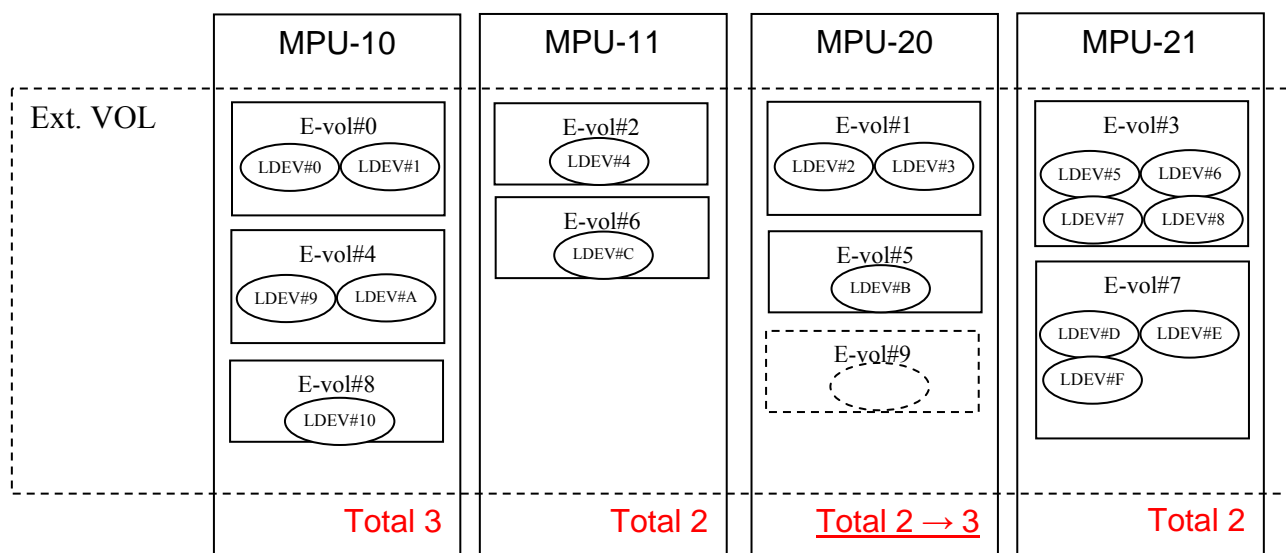 MPU-10
MPU-11
MPU-20
MPU-21
Ext. VOL
E-vol#0
LDEV#0
LDEV#1
E-vol#4
LDEV#9
LDEV#A
E-vol#8
LDEV#10
Total 3
E-vol#2
LDEV#4
E-vol#6
LDEV#C
Total 2
E-vol#1
LDEV#2
LDEV#3
E-vol#5
LDEV#B
E-vol#9
Total 2 → 3
E-vol#3
LDEV#5
LDEV#6
LDEV#7
LDEV#8
E-vol#7
LDEV#D
LDEV#E
LDEV#F
Total 2